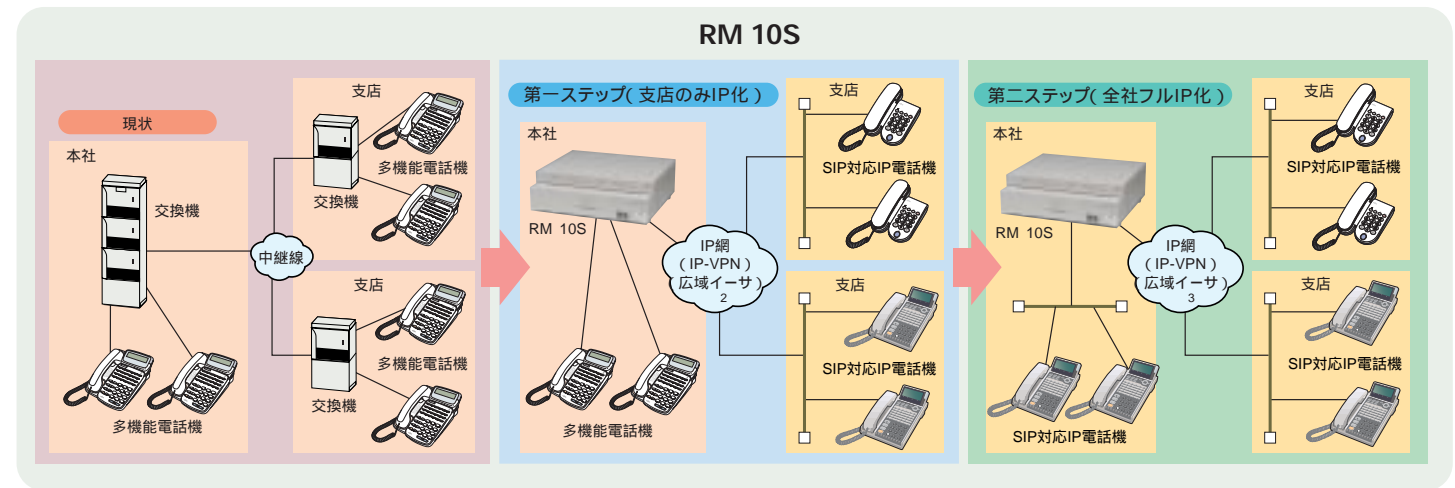 RM 10S
現状
本社
交換機
多機能電話機
中継線
支店
多機能電話機
交換機
支店
多機能電話機
交換機
第一ステップ(支店のみIP化)
本社
RM 10S
多機能電話機
IP網
(IP-VPN)
広域イーサ)
2
支店
SIP対応IP電話機
支店
SIP対応IP電話機
第二ステップ(全社フルIP化)
本社
RM 10S
SIP対応IP電話機
IP網
(IP-VPN)
広域イーサ)
3
支店
SIP対応IP電話機
支店
SIP対応IP電話機